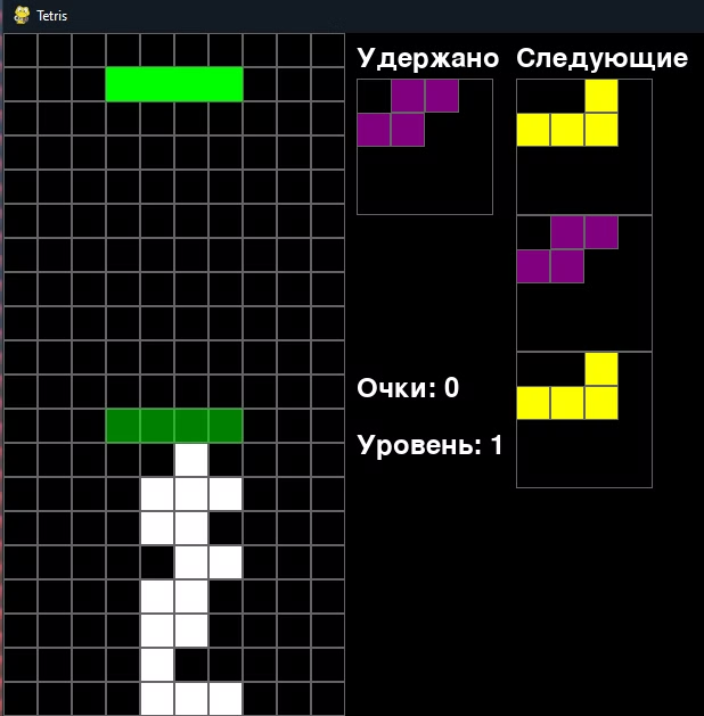 Tetris
Удержано
Следующие
Очки: 0
Уровень: 1